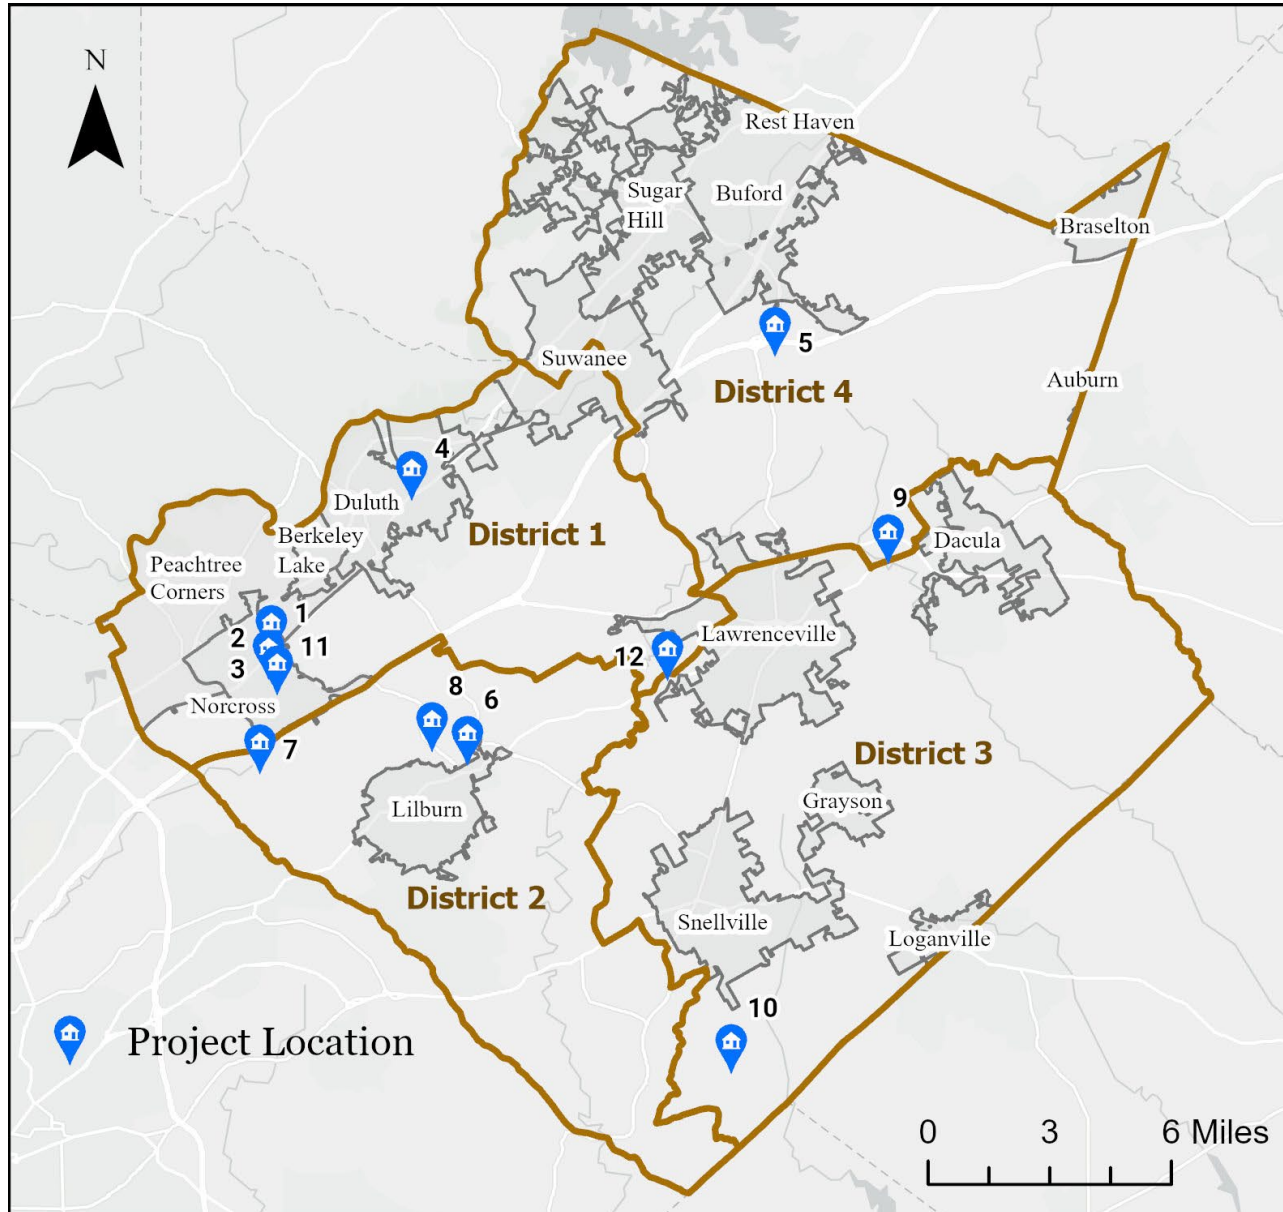 N
Rest Haven
Sugar
Hill
Buford
Braselton
Suwanee
5
District 4
Auburn
4
Duluth
District 1
9
Dacula
Berkeley
Lake
Peachtree
Corners
1
2
11
3
12
Lawrenceville
Norcross
8
6
7
District 3
Grayson
Lilburn
District 2
Snellville
Loganville
10
Project Location
0 3 6 Miles